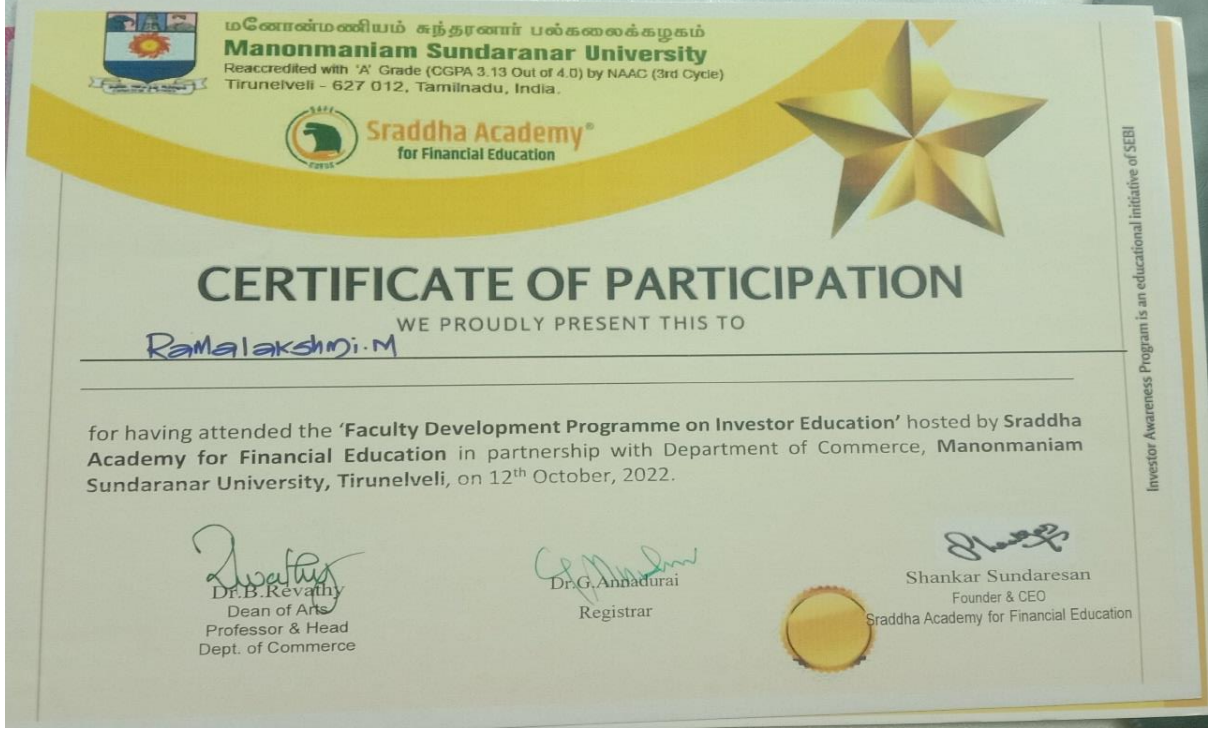 மனோன்மணியம் சுந்தரனார் பல்கலைக்கழகம்
Manonmaniam Sundaranar University
Reaccredited with 'A' Grade (CGPA 3.13 Out of 4.0) by NAAC (3rd Cycle)
Tirunelveli - 627 012, Tamilnadu, India.
SAFE
Sraddha Academy®
for Financial Education
CERTIFICATE OF PARTICIPATION
WE PROUDLY PRESENT THIS TO
Ramalakshmi.M
for having attended the 'Faculty Development Programme on Investor Education' hosted by Sraddha
Academy for Financial Education in partnership with Department of Commerce, Manonmaniam
Sundaranar University, Tirunelveli, on 12th October, 2022.
Dr.B.Revathy
Dean of Arts
Professor & Head
Dept. of Commerce
Dr.G.Annadurai
Registrar
Shankar Sundaresan
Founder & CEO
Sraddha Academy for Financial Education
Investor Awareness Program is an educational initiative of SEBI